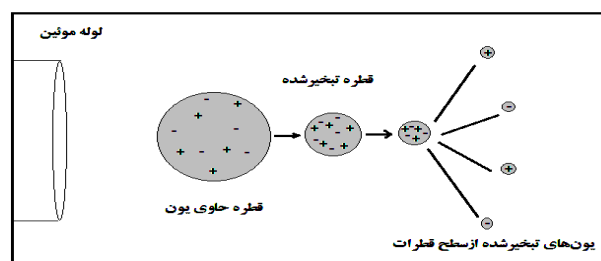 لوله موئین
قطره تبخیرشده
قطره حاوی یون
یون‌های تبخیرشده ازسطح قطرات